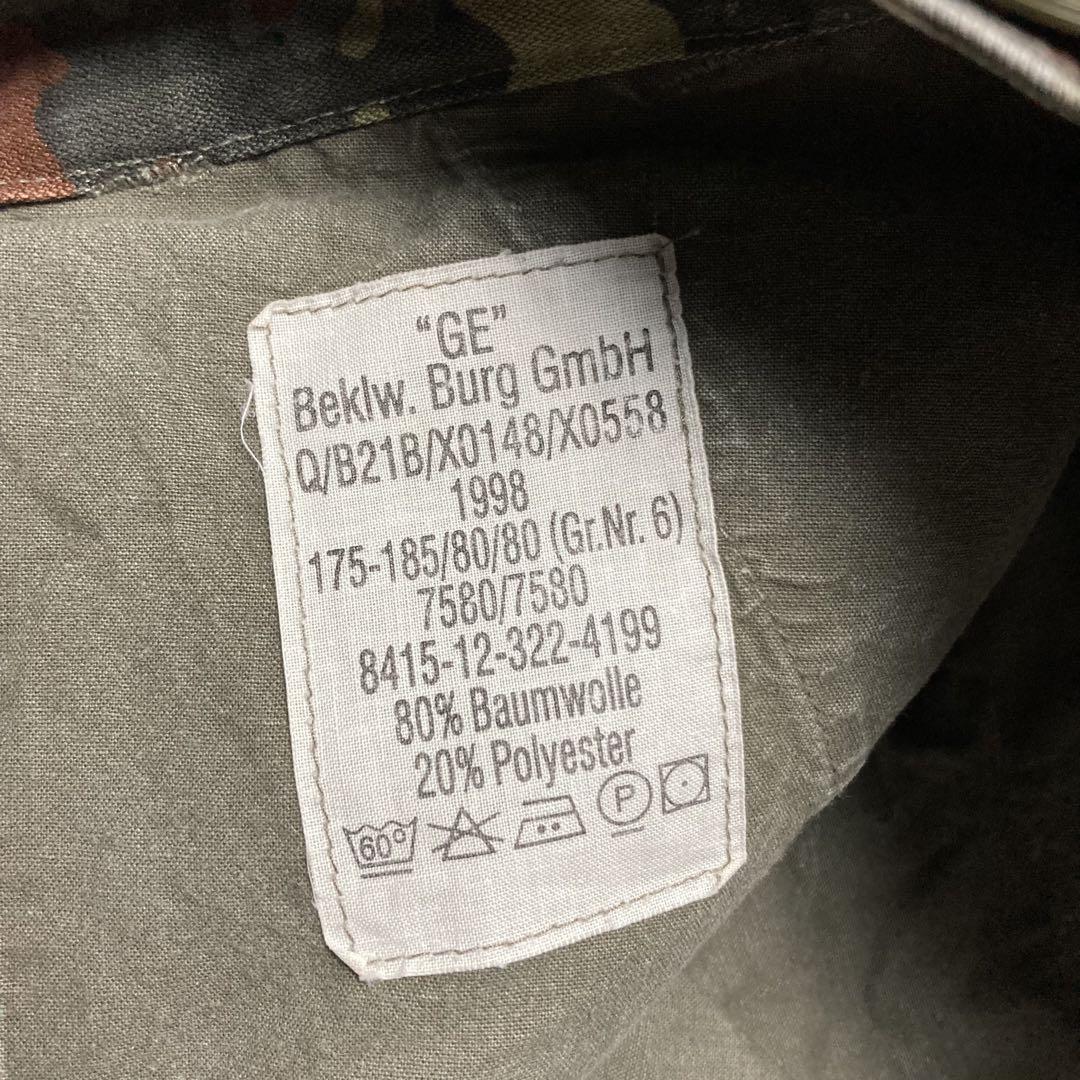 “GE”
Beklw. Burg GmbH
Q/B21B/X0148/X0558
1998
175-185/80/80 (Gr.Nr. 6)
7580/7580
8415-12-322-4199
80% Baumwolle
20% Polyester
60° P